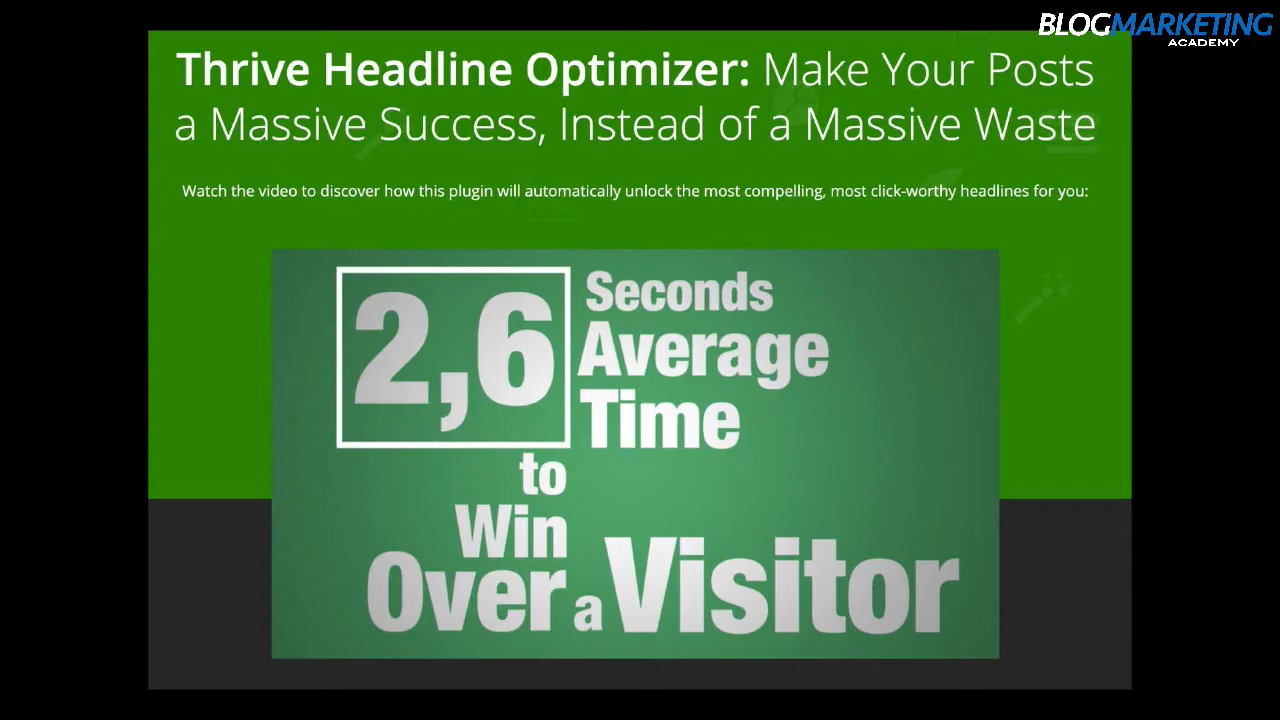 BLOGMARKETING
ACADEMY
Thrive Headline Optimizer: Make Your Posts
a Massive Success, Instead of a Massive Waste
Watch the video to discover how this plugin will automatically unlock the most compelling, most click-worthy headlines for you:
2,6 Seconds
Average
Time
to
Win
Over a Visitor